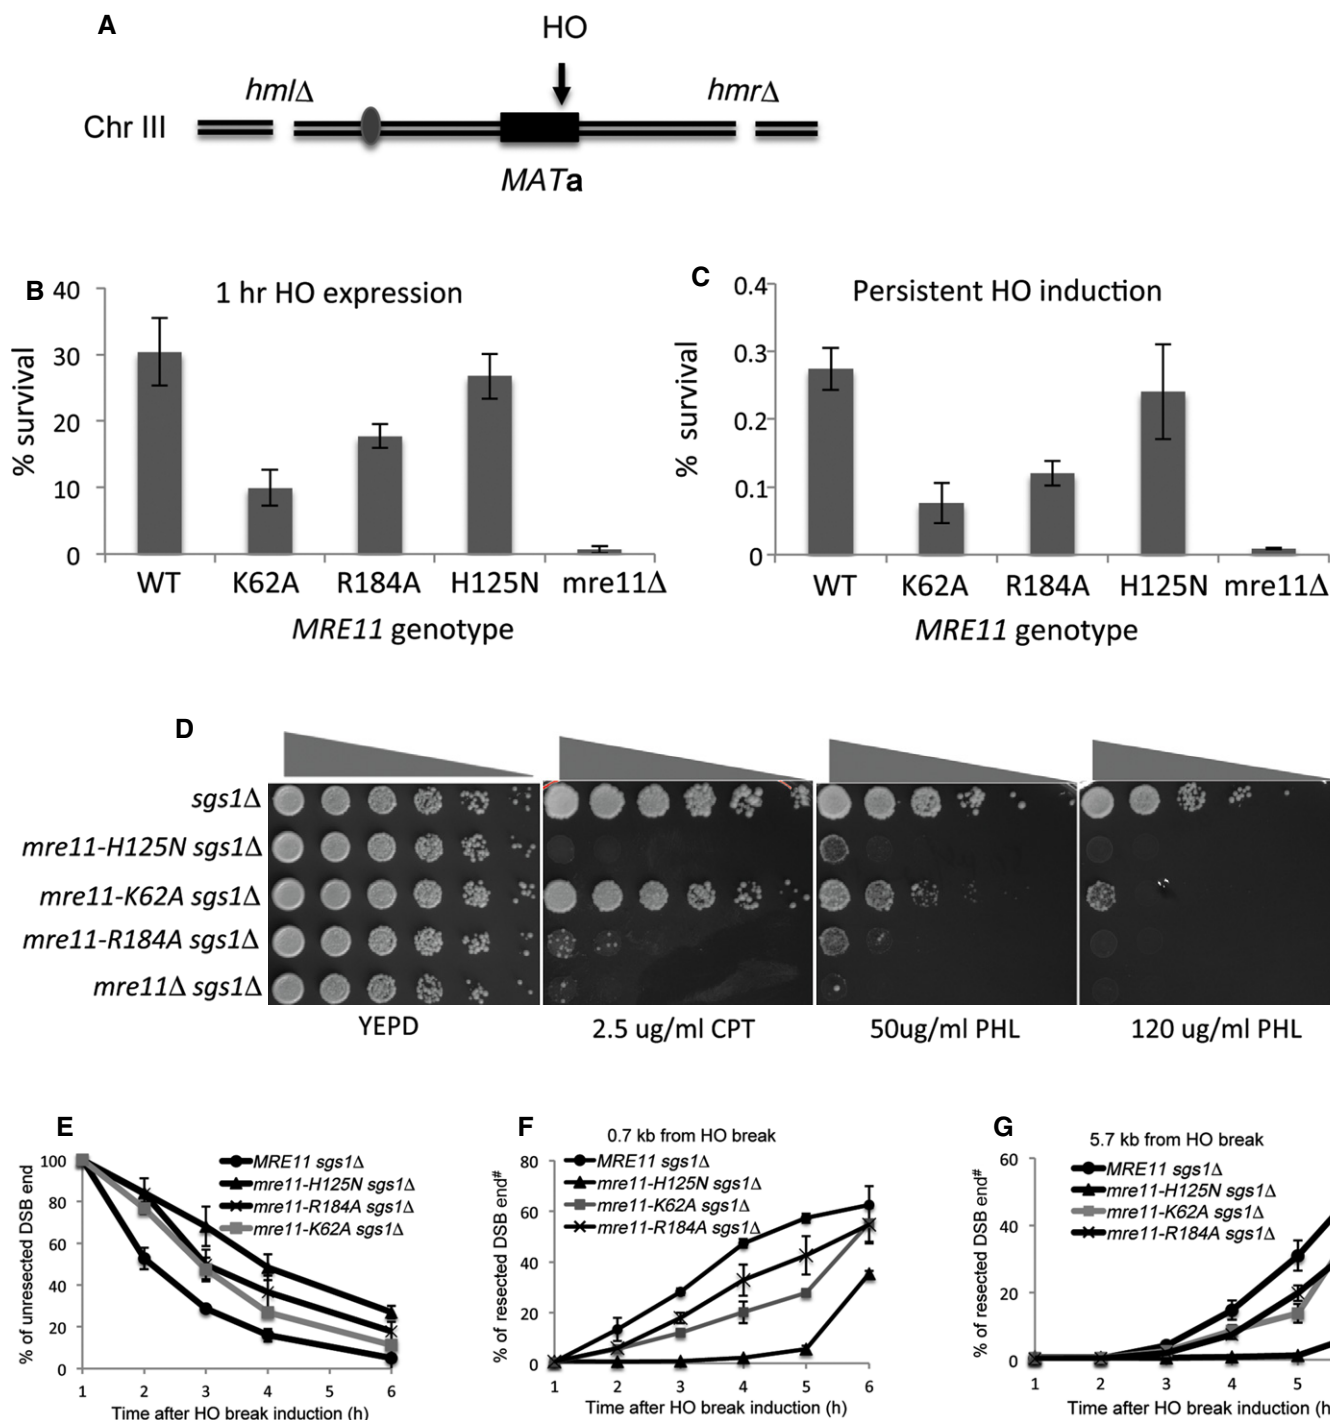 A
HO
hmlΔ
hmrΔ
Chr III
MATa
B
1 hr HO expression
% survival
40
30
20
10
0
WT
K62A
R184A
H125N
mre11Δ
MRE11 genotype
C
Persistent HO induction
% survival
0.4
0.3
0.2
0.1
0
WT
K62A
R184A
H125N
mre11Δ
MRE11 genotype
D
sgs1Δ
mre11-H125N sgs1Δ
mre11-K62A sgs1Δ
mre11-R184A sgs1Δ
mre11Δ sgs1Δ
YEPD
2.5 ug/ml CPT
50ug/ml PHL
120 ug/ml PHL
E
% of unresected DSB end
100
80
60
40
20
0
MRE11 sgs1Δ
mre11-H125N sgs1Δ
mre11-R184A sgs1Δ
mre11-K62A sgs1Δ
1 2 3 4 5 6
Time after HO break induction (h)
F
0.7 kb from HO break
% of resected DSB end#
80
60
40
20
0
MRE11 sgs1Δ
mre11-H125N sgs1Δ
mre11-K62A sgs1Δ
mre11-R184A sgs1Δ
1 2 3 4 5 6
Time after HO break induction (h)
G
5.7 kb from HO break
% of resected DSB end#
60
40
20
0
MRE11 sgs1Δ
mre11-H125N sgs1Δ
mre11-K62A sgs1Δ
mre11-R184A sgs1Δ
1 2 3 4 5
Time after HO break induction (h)